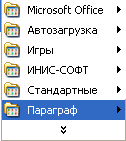 Microsoft Office
Автозагрузка
Игры
ИНИС-СОФТ
Стандартные
Параграф